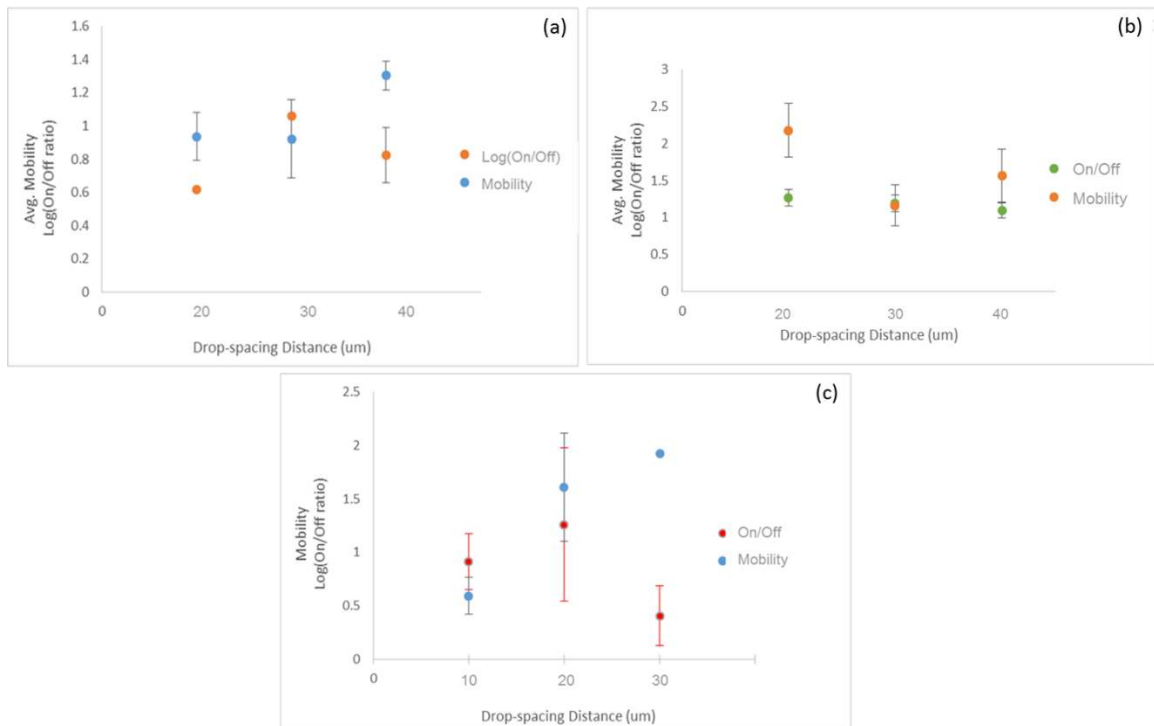 (a)
1.6
1.4
1.2
1
0.8
0.6
0.4
0.2
0
Avg. Mobility
Log(On/Off ratio)
Log(On/Off)
Mobility
0 20 30 40
Drop-spacing Distance (um)
(b)
3
2.5
2
1.5
1
0.5
0
Avg. Mobility
Log(On/Off ratio)
On/Off
Mobility
0 20 30 40
Drop-spacing Distance (um)
(c)
2.5
2
1.5
1
0.5
0
Mobility
Log(On/Off ratio)
On/Off
Mobility
0 10 20 30
Drop-spacing Distance (um)